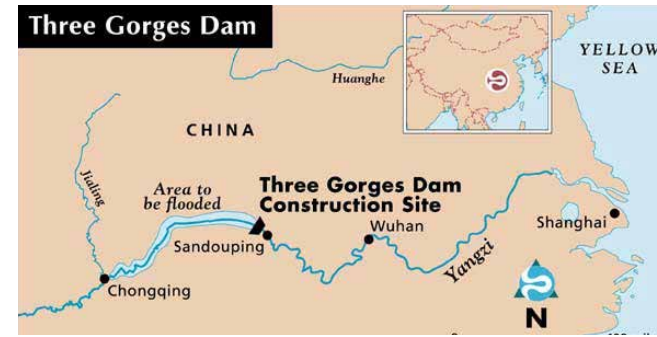 Three Gorges Dam
YELLOW
SEA
Huanghe
CHINA
Jialing
Area to
be flooded
Three Gorges Dam
Construction Site
Sandouping
Wuhan
Shanghai
Yangzi
Chongqing
N